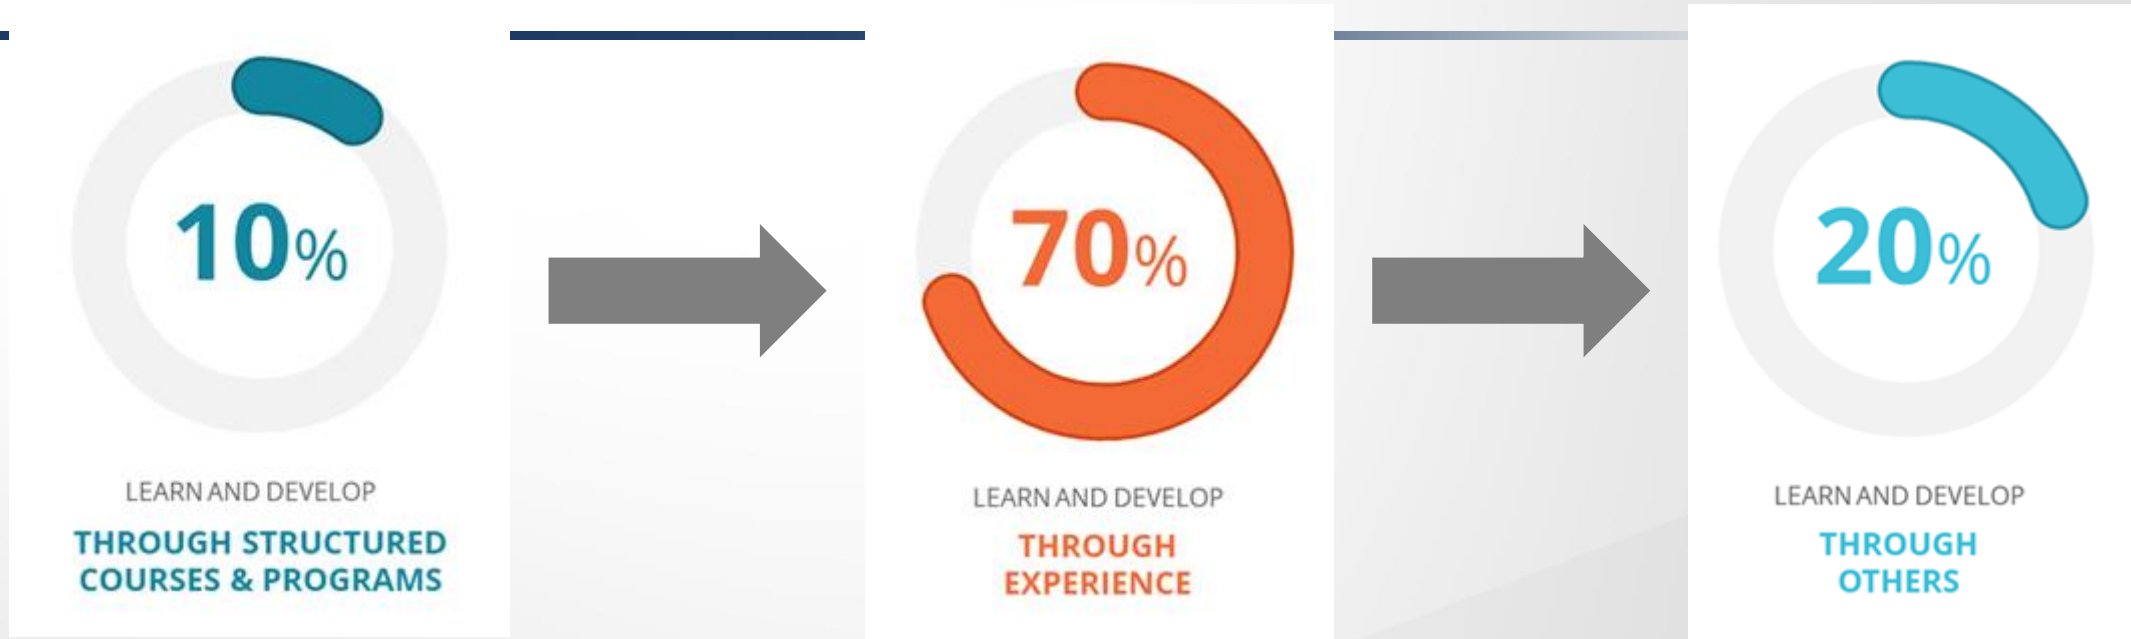 10%
LEARN AND DEVELOP
THROUGH STRUCTURED
COURSES & PROGRAMS
70%
LEARN AND DEVELOP
THROUGH
EXPERIENCE
20%
LEARN AND DEVELOP
THROUGH
OTHERS